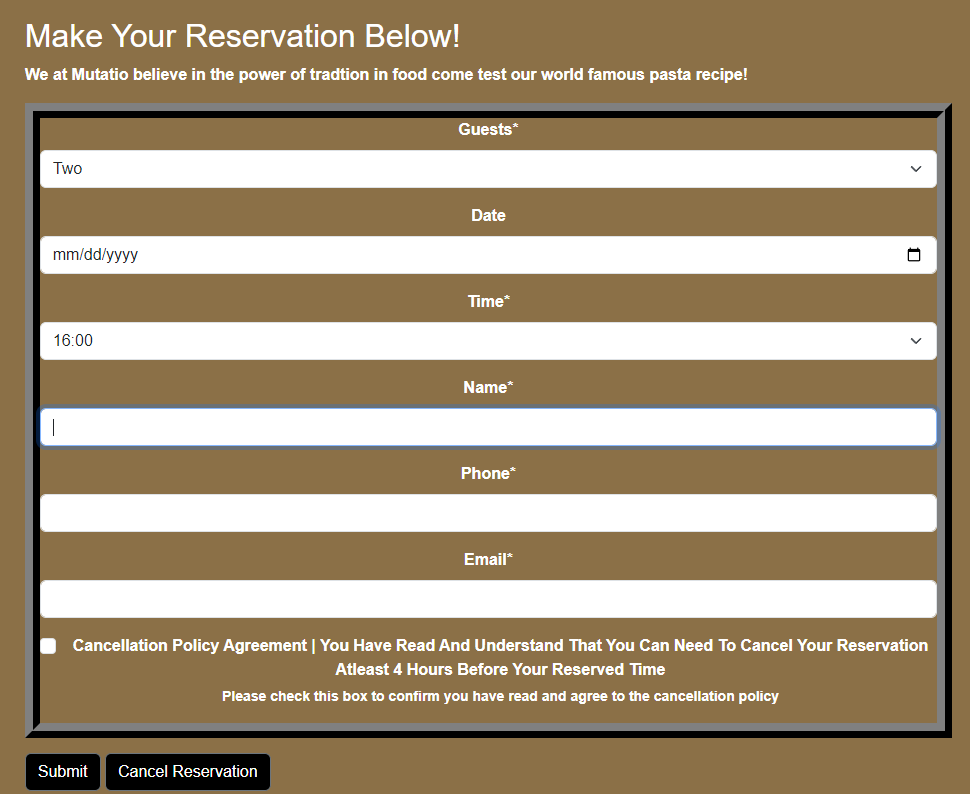 Make Your Reservation Below!
We at Mutatio believe in the power of tradtion in food come test our world famous pasta recipe!
Guests*
Two
Date
mm/dd/yyyy
Time*
16:00
Name*
Phone*
Email*
Cancellation Policy Agreement | You Have Read And Understand That You Can Need To Cancel Your Reservation
Atleast 4 Hours Before Your Reserved Time
Please check this box to confirm you have read and agree to the cancellation policy
Submit
Cancel Reservation